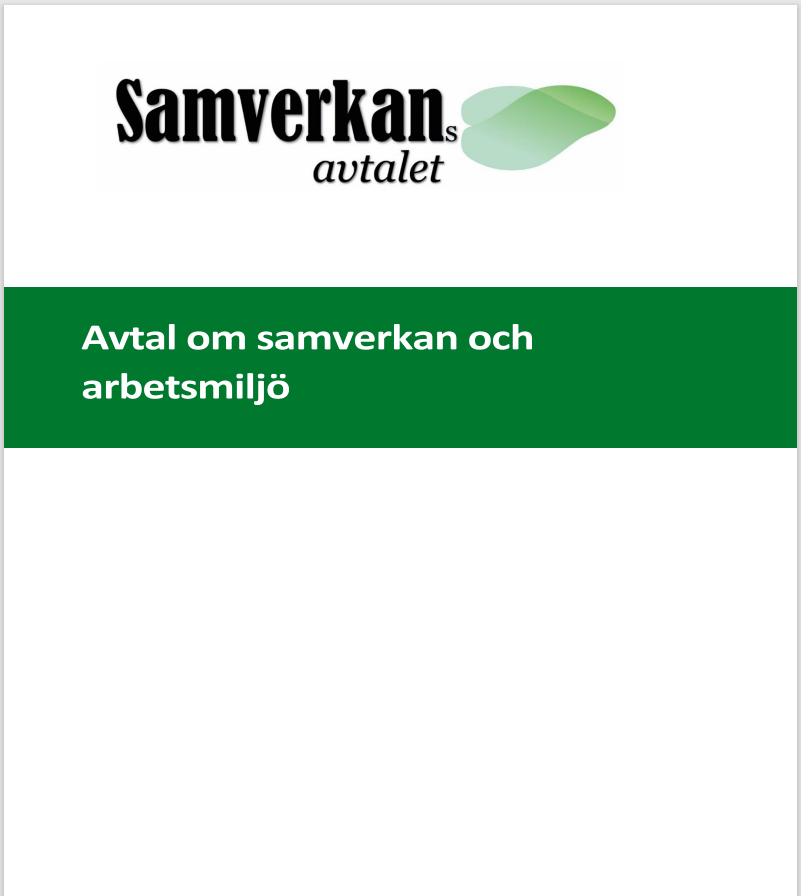 Samverkans
avtalet
Avtal om samverkan och
arbetsmiljö